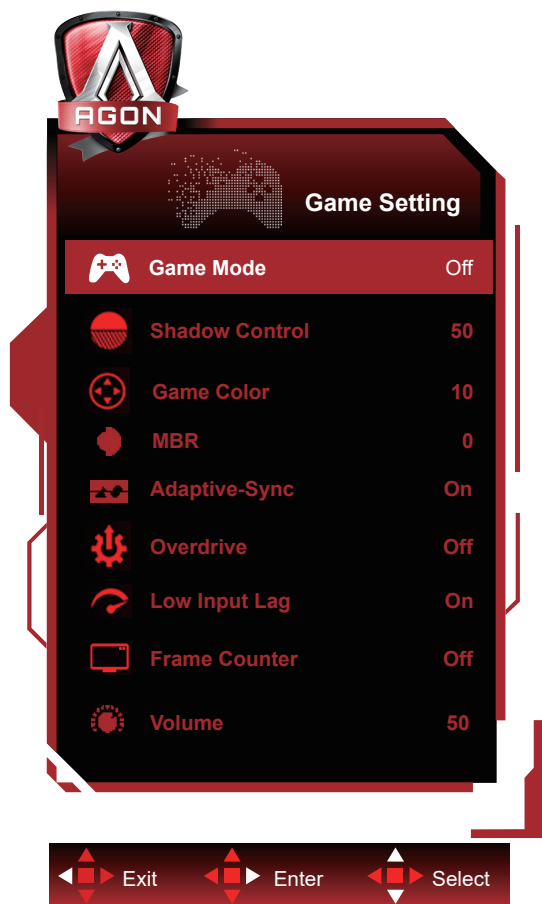 AGON
Game Setting
Game Mode Off
Shadow Control 50
Game Color 10
MBR 0
Adaptive-Sync On
Overdrive Off
Low Input Lag On
Frame Counter Off
Volume 50
Exit Enter Select